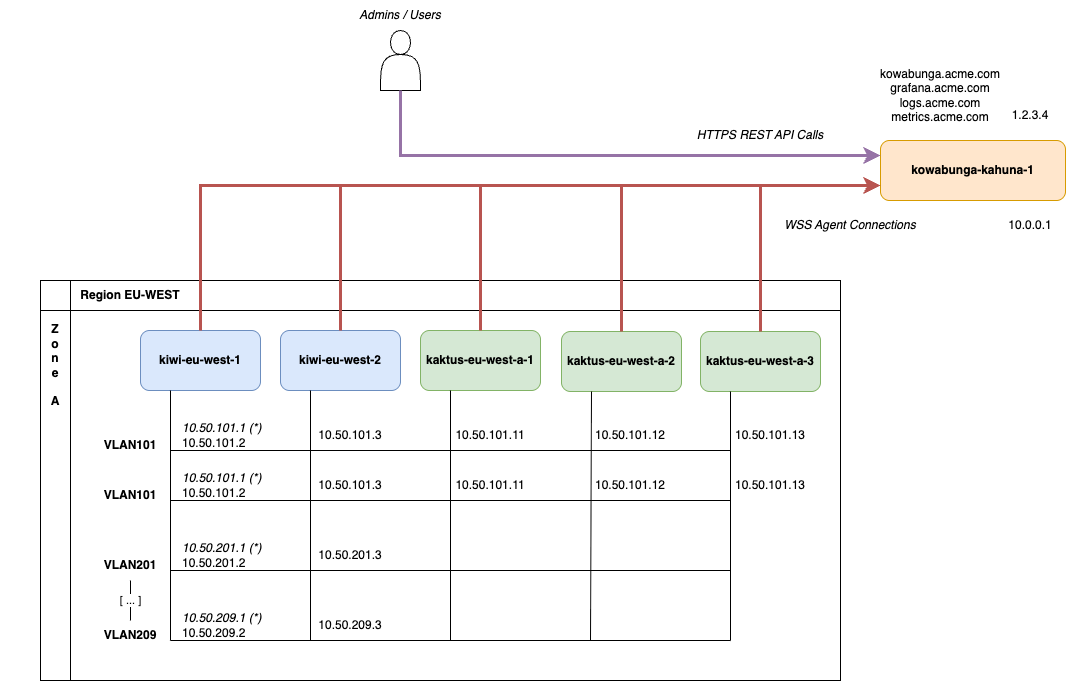 Admins / Users
kowabunga.acme.com
grafana.acme.com
logs.acme.com
metrics.acme.com
1.2.3.4
HTTPS REST API Calls
kowabunga-kahuna-1
WSS Agent Connections
10.0.0.1
Region EU-WEST
Zone A
kiwi-eu-west-1
kiwi-eu-west-2
kaktus-eu-west-a-1
kaktus-eu-west-a-2
kaktus-eu-west-a-3
VLAN101
10.50.101.1 (*)
10.50.101.2
10.50.101.3
10.50.101.11
10.50.101.12
10.50.101.13
VLAN101
10.50.101.1 (*)
10.50.101.2
10.50.101.3
10.50.101.11
10.50.101.12
10.50.101.13
VLAN201
10.50.201.1 (*)
10.50.201.2
10.50.201.3
[ ... ]
VLAN209
10.50.209.1 (*)
10.50.209.2
10.50.209.3